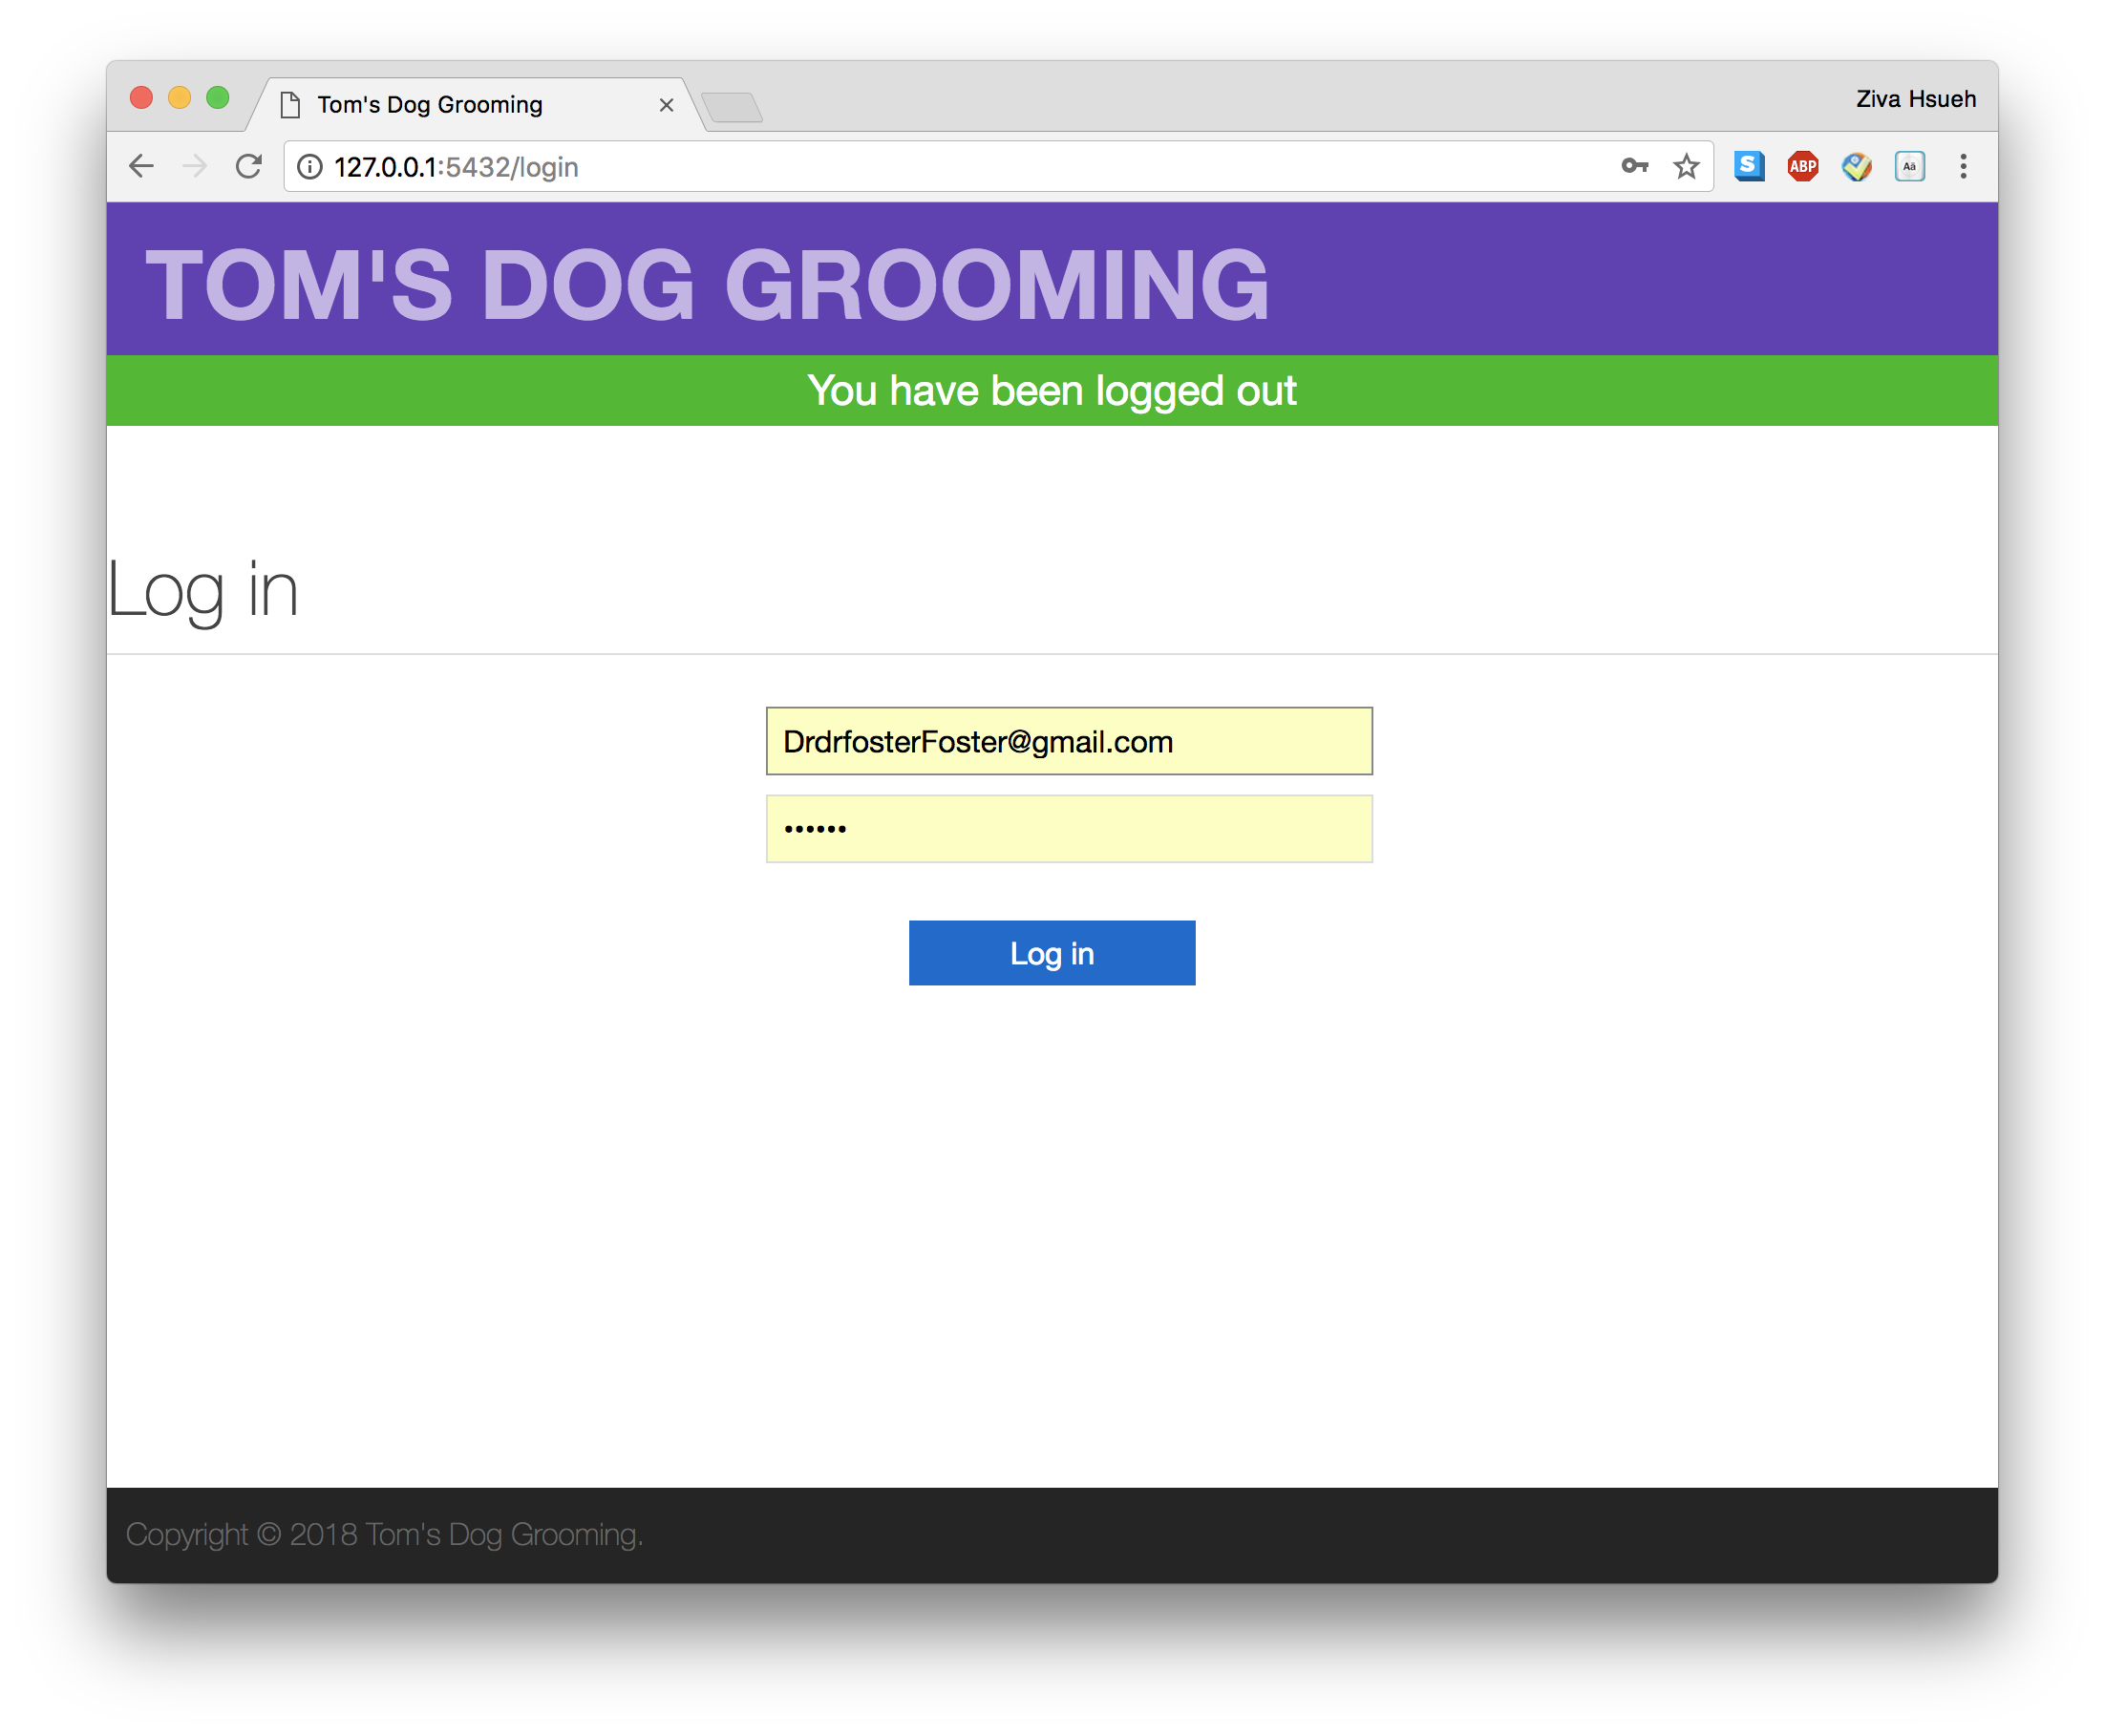 Tom's Dog Grooming
Ziva Hsueh
127.0.0.1:5432/login
S
ABP
Aä
TOM'S DOG GROOMING
You have been logged out
Log in
DrdrfosterFoster@gmail.com
••••••
Log in
Copyright © 2018 Tom's Dog Grooming.